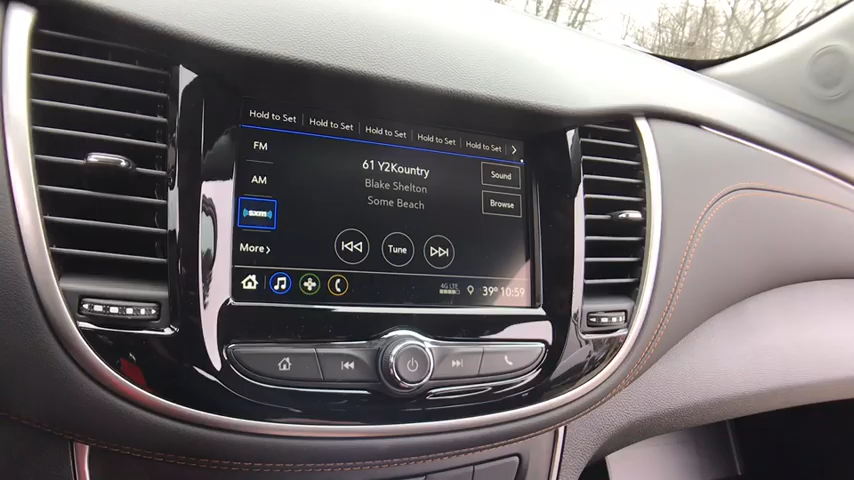 Hold to Set Hold to Set Hold to Set Hold to Set Hold to Set
FM
61 Y2Kountry
Sound
AM
Blake Shelton
Some Beach
Browse
sxm
More
Tune
4G LTE
39° 10:59